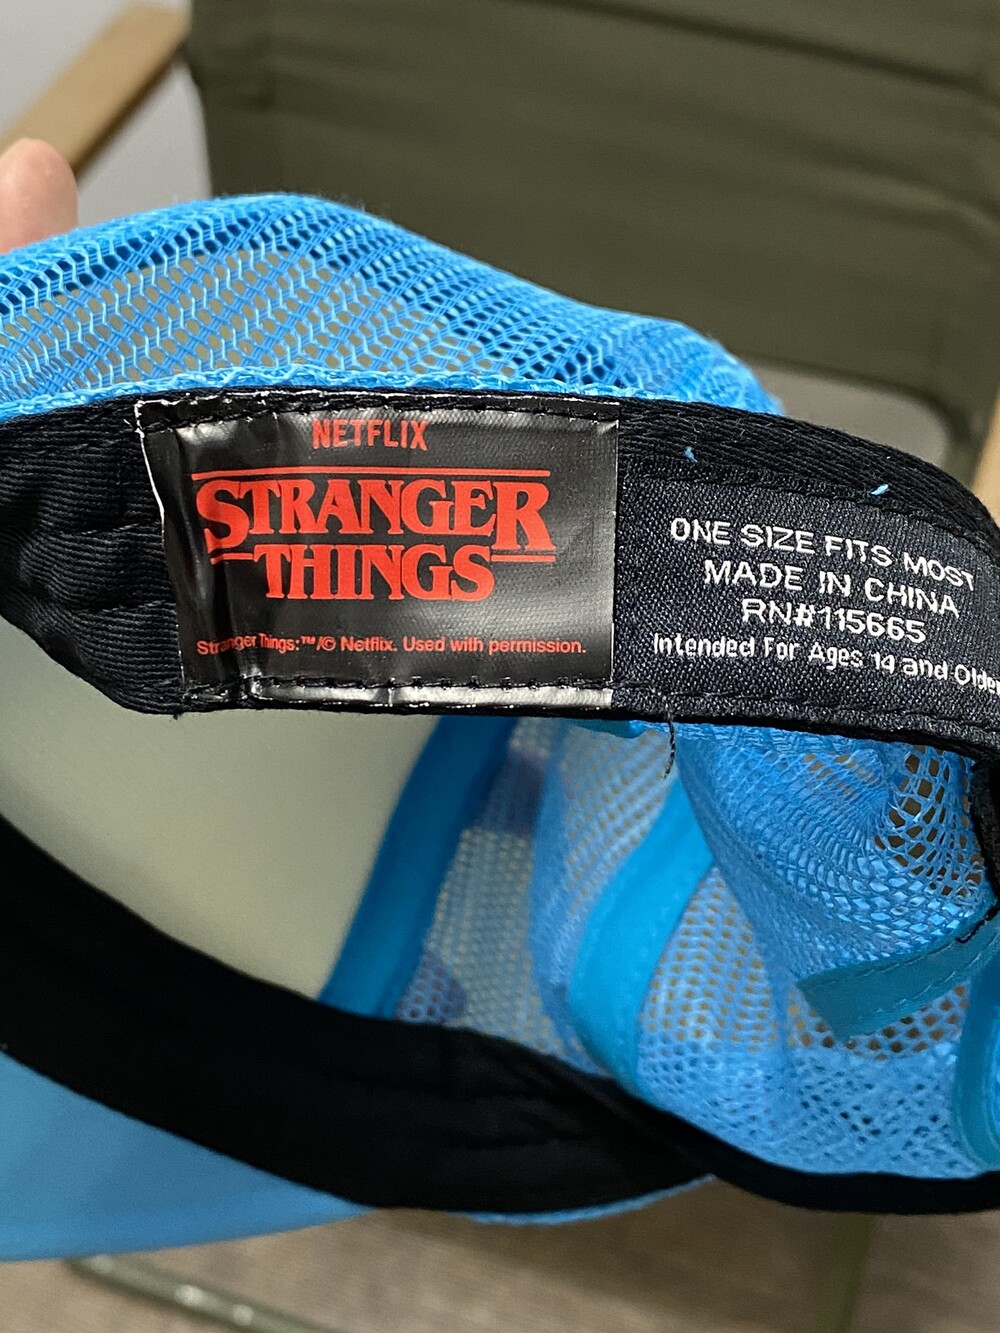 NETFLIX
STRANGER
THINGS
Stranger Things:™/© Netflix. Used with permission.
ONE SIZE FITS MOST
MADE IN CHINA
RN#115665
Intended For Ages 14 and Older